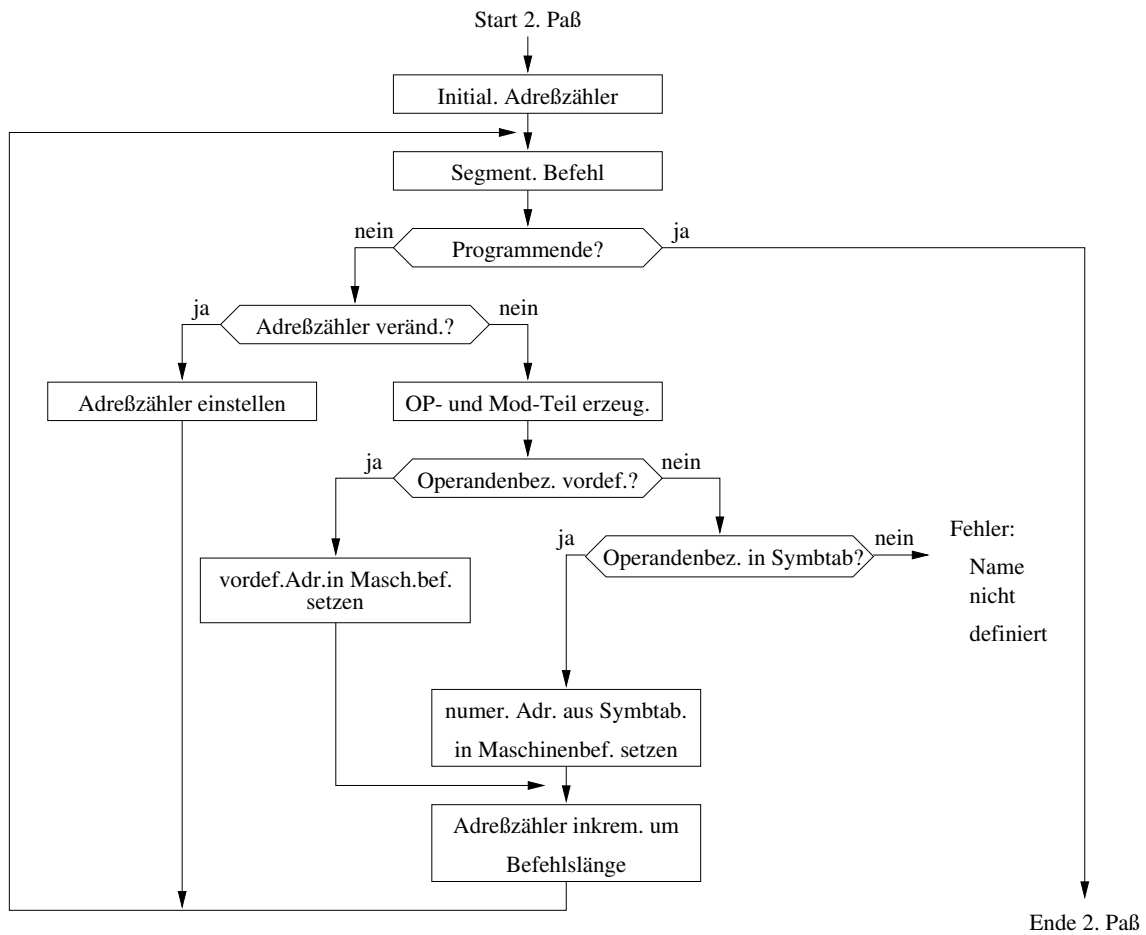 Start 2. Paß
Initial. Adreßzähler
Segment. Befehl
nein
ja
Programmende?
ja
nein
Adreßzähler veränd.?
Adreßzähler einstellen
OP- und Mod-Teil erzeug.
ja
nein
Operandenbez. vordef.?
ja
nein
Operandenbez. in Symbtab?
Fehler:
Name
nicht
definiert
vordef.Adr.in Masch.bef.
setzen
numer. Adr. aus Symbtab.
in Maschinenbef. setzen
Adreßzähler inkrem. um
Befehlslänge
Ende 2. Paß